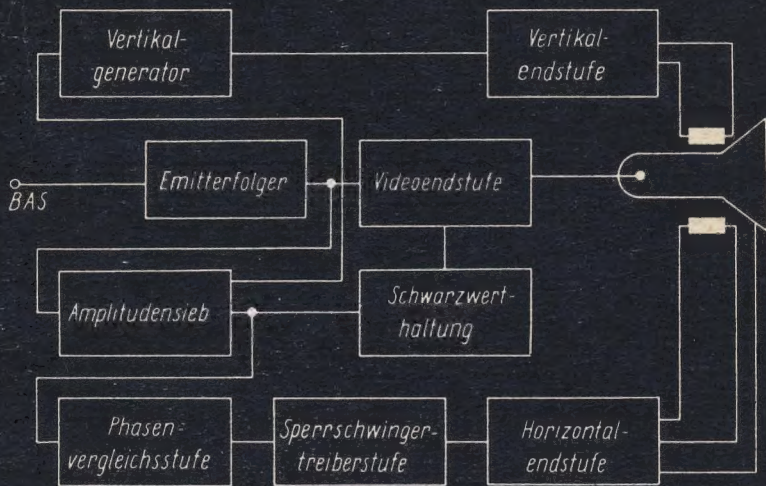 Vertikal-
generator
Vertikal-
endstufe
BAS
Emitterfolger
Videoendstufe
Amplitudensieb
Schwarzwert-
haltung
Phasen-
vergleichsstufe
Sperrschwinger-
treiberstufe
Horizontal-
endstufe